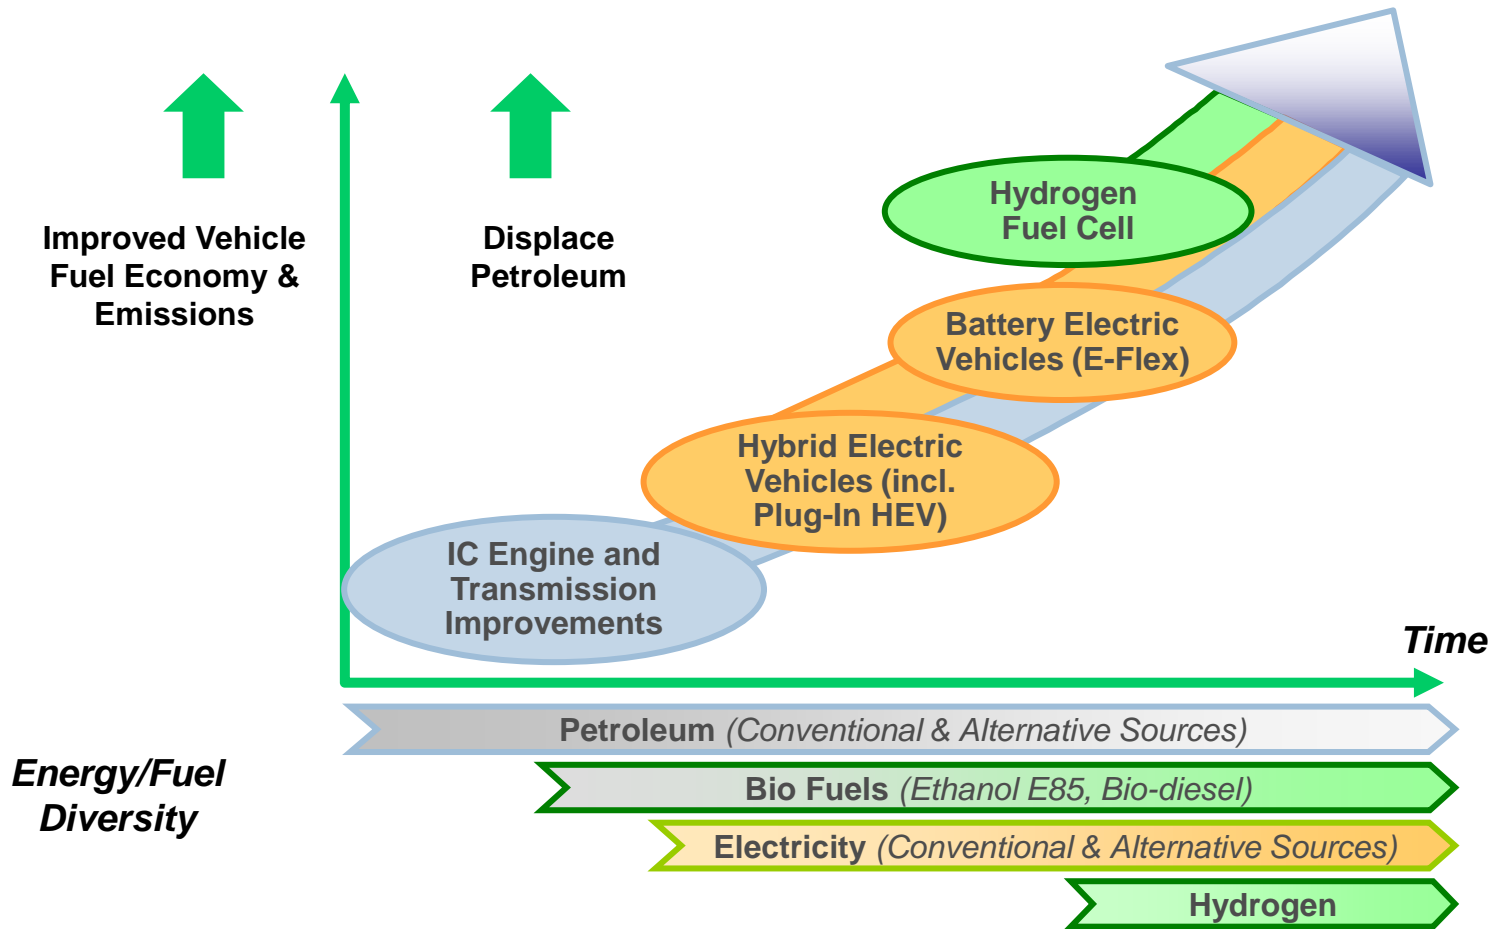 Improved Vehicle
Fuel Economy &
Emissions
Displace
Petroleum
Hydrogen
Fuel Cell
Battery Electric
Vehicles (E-Flex)
Hybrid Electric
Vehicles (incl.
Plug-In HEV)
IC Engine and
Transmission
Improvements
Time
Energy/Fuel
Diversity
Petroleum (Conventional & Alternative Sources)
Bio Fuels (Ethanol E85, Bio-diesel)
Electricity (Conventional & Alternative Sources)
Hydrogen